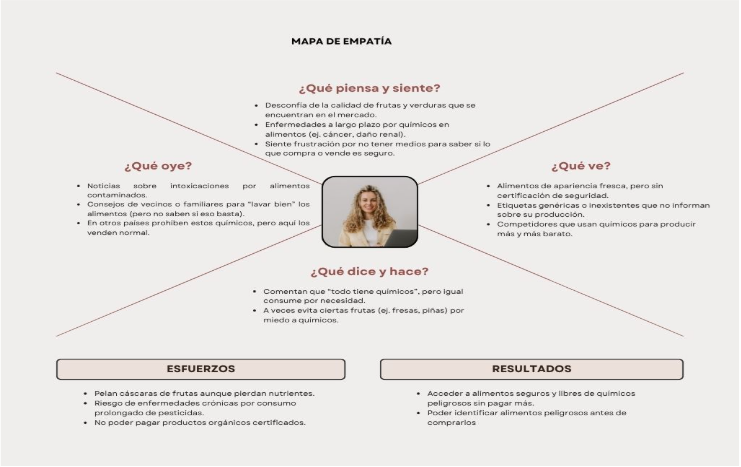 MAPA DE EMPATÍA
¿Qué piensa y siente?
• Desconfía de la calidad de frutas y verduras que se
encuentran en el mercado.
• Enfermedades a largo plazo por químicos en
alimentos (ej. cáncer, daño renal).
• Siente frustración por no tener medios para saber si lo
que compra o vende es seguro.
¿Qué oye?
• Noticias sobre intoxicaciones por alimentos
contaminados.
• Consejos de vecinos o familiares para "lavar bien" los
alimentos (pero no saben si eso basta).
• En otros países prohíben estos químicos, pero aquí los
venden normal.
¿Qué ve?
• Alimentos de apariencia fresca, pero sin
certificación de seguridad.
• Etiquetas genéricas o inexistentes que no informan
sobre su producción.
• Competidores que usan químicos para producir
más y más barato.
¿Qué dice y hace?
• Comentan que "todo tiene químicos", pero igual
consume por necesidad.
• A veces evita ciertas frutas (ej. fresas, piñas) por
miedo a químicos.
ESFUERZOS
• Pelan cáscaras de frutas aunque pierdan nutrientes.
• Riesgo de enfermedades crónicas por consumo
prolongado de pesticidas.
• No poder pagar productos orgánicos certificados.
RESULTADOS
• Acceder a alimentos seguros y libres de químicos
peligrosos sin pagar más.
• Poder identificar alimentos peligrosos antes de
comprarlos